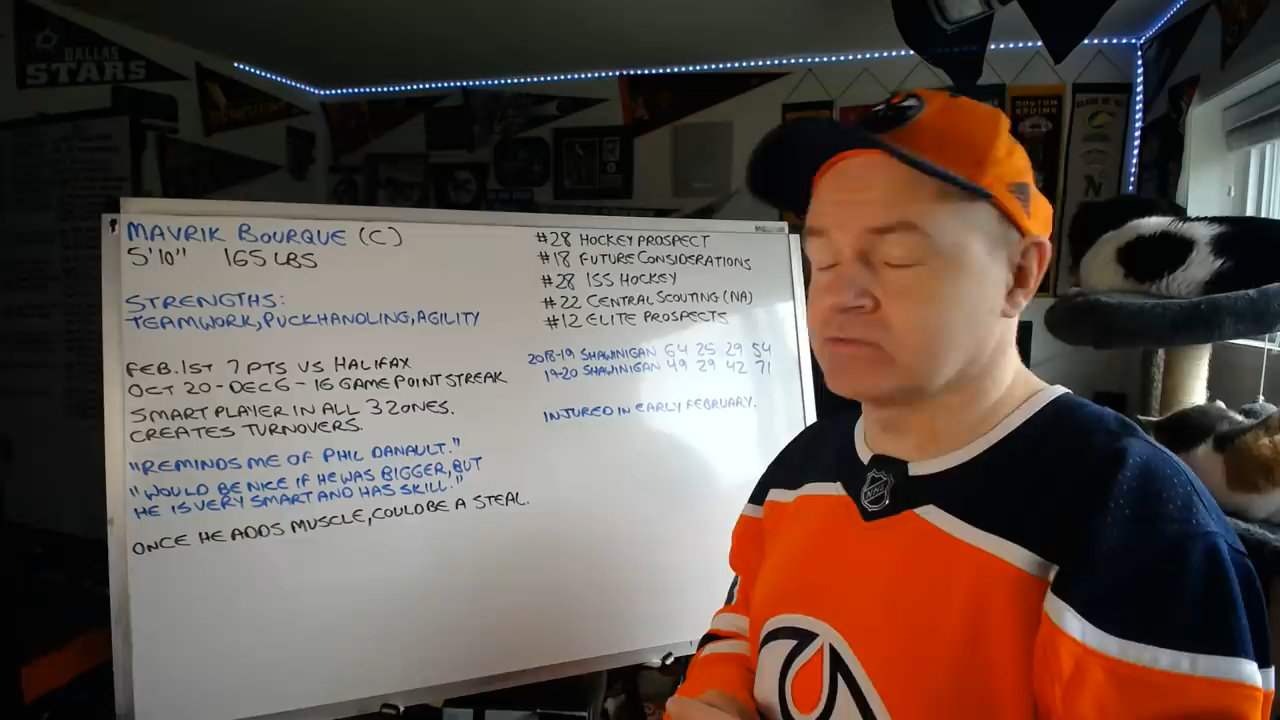 DALLAS
STARS
BOSTON
BRUINS
MAVRIK BOURQUE (C)
5'10" 165 LBS
STRENGTHS:
TEAMWORK, PUCKHANDLING, AGILITY
FEB. 1ST 7 PTS VS HALIFAX
OCT 20 - DEC 6 - 16 GAME POINT STREAK
SMART PLAYER IN ALL 3 ZONES.
CREATES TURNOVERS.
"REMINDS ME OF PHIL DANAULT."
"WOULD BE NICE IF HE WAS BIGGER, BUT
HE IS VERY SMART AND HAS SKILL."
ONCE HE ADDS MUSCLE, COULD BE A STEAL.
#28 HOCKEY PROSPECT
#18 FUTURE CONSIDERATIONS
#28 ISS HOCKEY
#22 CENTRAL SCOUTING (NA)
#12 ELITE PROSPECTS
2018-19 SHAWINIGAN 64 25 29 54
19-20 SHAWINIGAN 49 29 42 71
INJURED IN EARLY FEBRUARY.
NHL